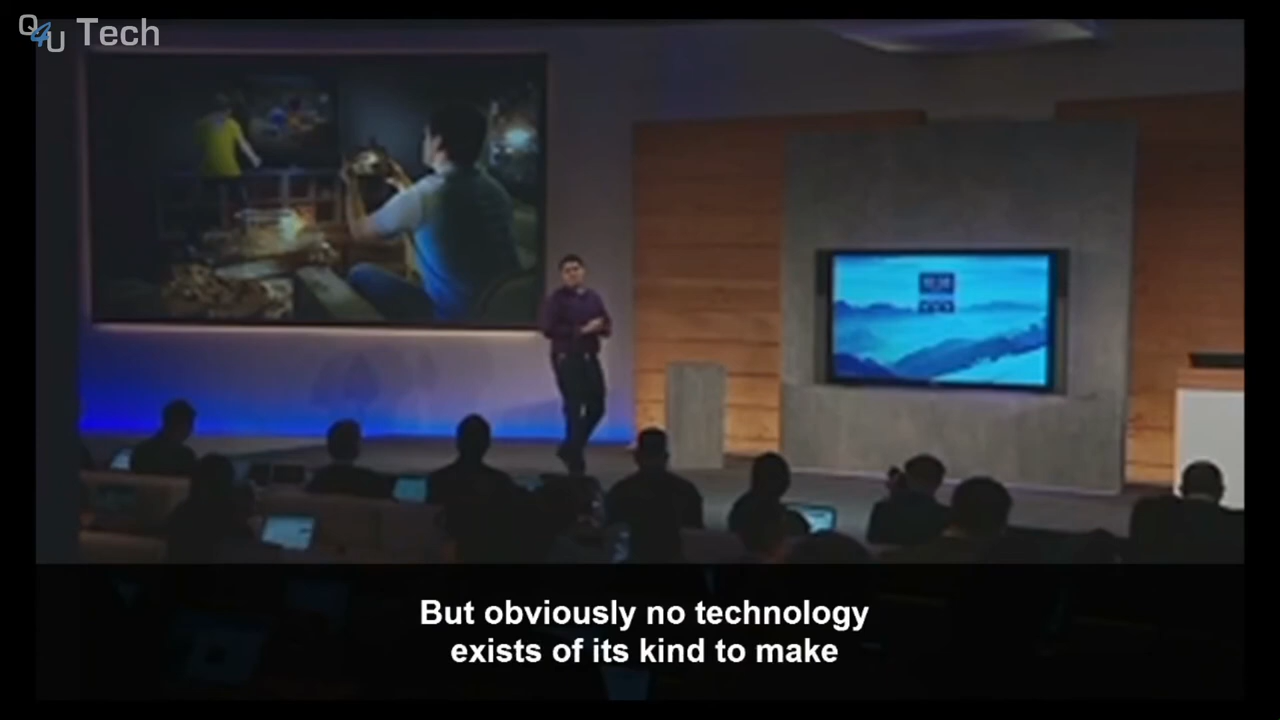 Q4U Tech
But obviously no technology
exists of its kind to make